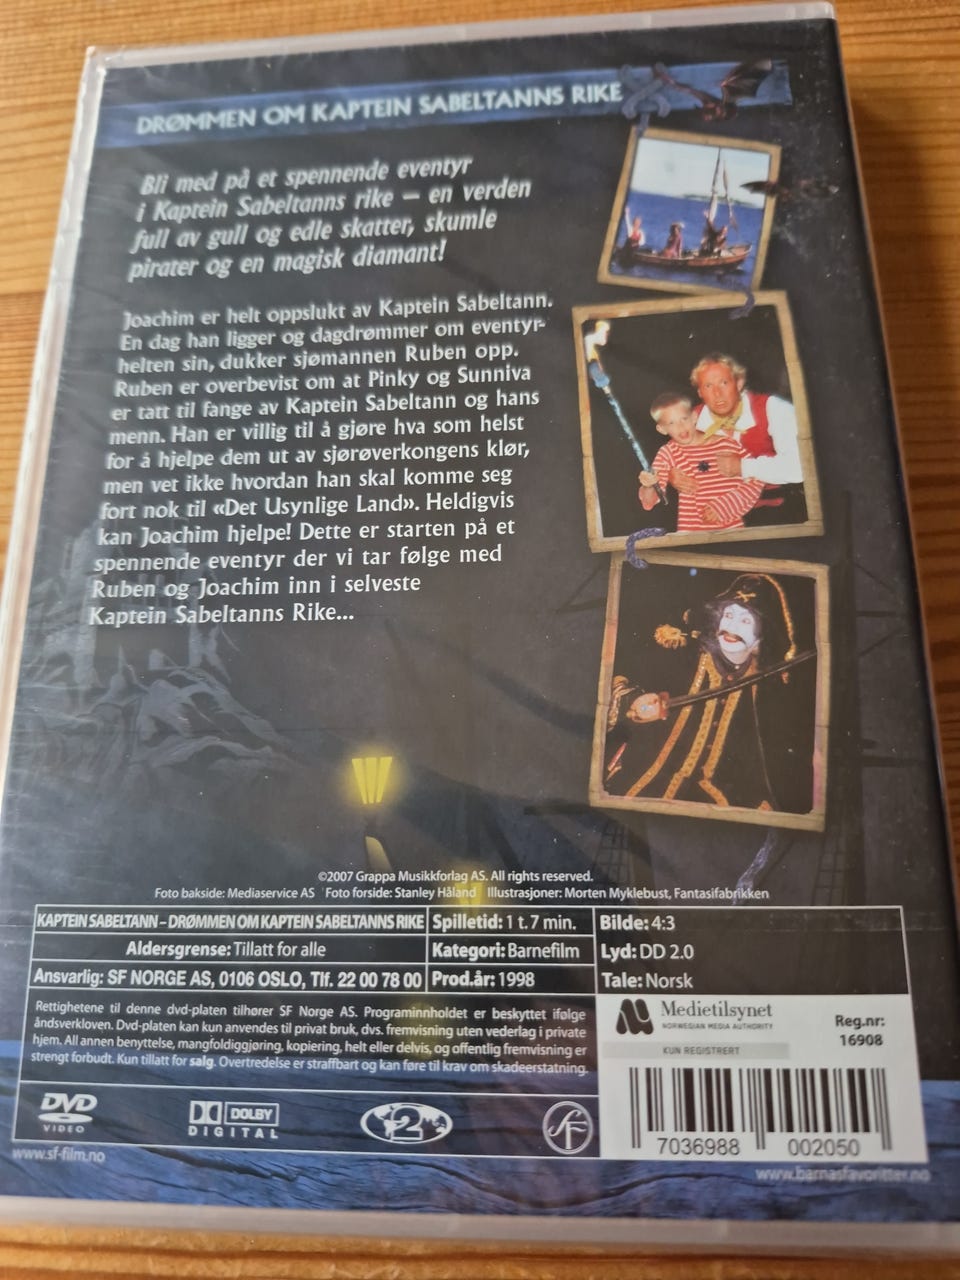 DRØMMEN OM KAPTEIN SABELTANNS RIKE
Bli med på et spennende eventyr
i Kaptein Sabeltanns rike – en verden
full av gull og edle skatter, skumle
pirater og en magisk diamant!
Joachim er helt oppslukt av Kaptein Sabeltann.
En dag han ligger og dagdrømmer om eventyr-
helten sin, dukker sjømannen Ruben opp.
Ruben er overbevist om at Pinky og Sunniva
er tatt til fange av Kaptein Sabeltann og hans
menn. Han er villig til å gjøre hva som helst
for å hjelpe dem ut av sjørøverkongens klør,
men vet ikke hvordan han skal komme seg
fort nok til «Det Usynlige Land». Heldigvis
kan Joachim hjelpe! Dette er starten på et
spennende eventyr der vi tar følge med
Ruben og Joachim inn i selveste
Kaptein Sabeltanns Rike...
©2007 Grappa Musikkforlag AS. All rights reserved.
Foto bakside: Mediaservice AS Foto forside: Stanley Håland Illustrasjoner: Morten Myklebust, Fantasifabrikken
KAPTEIN SABELTANN – DRØMMEN OM KAPTEIN SABELTANNS RIKE
Aldersgrense: Tillatt for alle
Ansvarlig: SF NORGE AS, 0106 OSLO, Tlf. 22 00 78 00
Spilletid: 1 t. 7 min.
Kategori: Barnefilm
Prod.år: 1998
Bilde: 4:3
Lyd: DD 2.0
Tale: Norsk
Rettighetene til denne dvd-platen tilhører SF Norge AS. Programinnholdet er beskyttet ifølge
åndsverkloven. Dvd-platen kan kun anvendes til privat bruk, dvs. fremvisning uten vederlag i private
hjem. All annen benyttelse, mangfoldiggjøring, kopiering, helt eller delvis, og offentlig fremvisning er
strengt forbudt. Kun tillatt for salg. Overtredelse er straffbart og kan føre til krav om skadeerstatning.
Medietilsynet
NORWEGIAN MEDIA AUTHORITY
KUN REGISTRERT
Reg.nr:
16908
DVD
VIDEO
DOLBY
DIGITAL
2
SF
7036988 002050
www.sf-film.no
www.barnasfavoritter.no